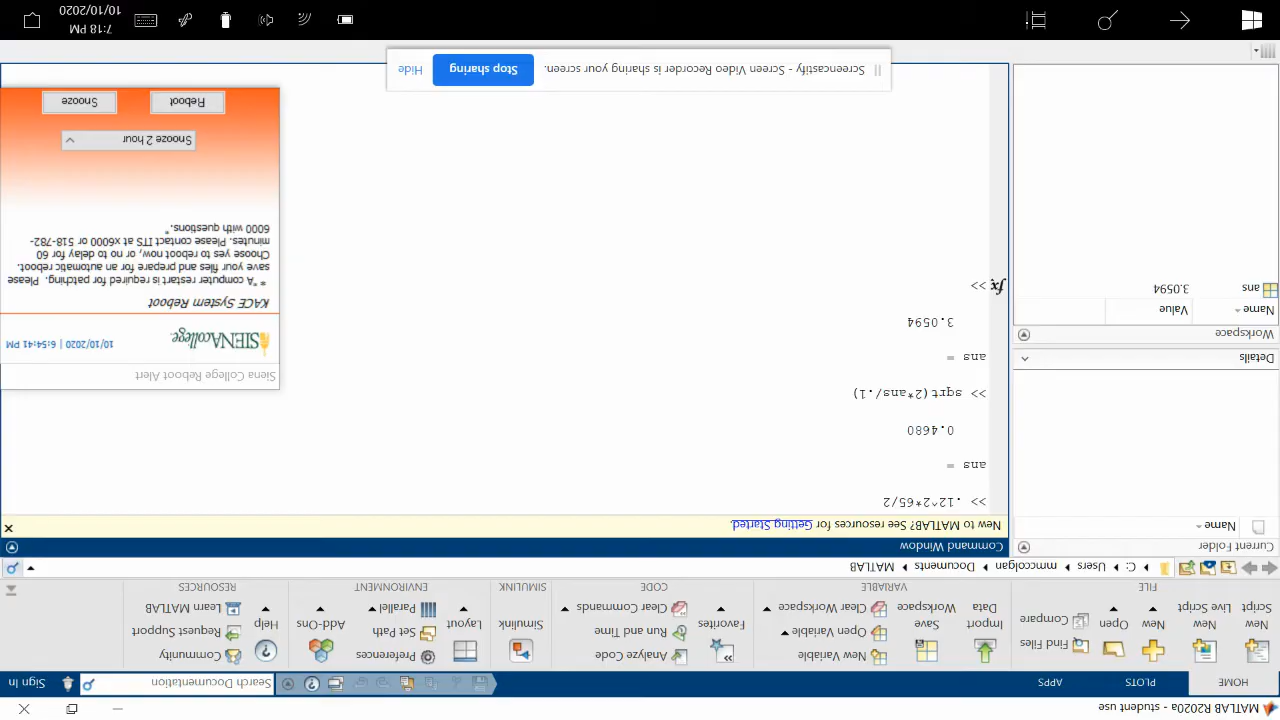 MATLAB R2020a - student use
HOME
PLOTS
APPS
Search Documentation
Sign In
New Script
New Live Script
New
Open
Find Files
Compare
Import Data
Save Workspace
New Variable
Open Variable
Clear Workspace
Favorites
Analyze Code
Run and Time
Clear Commands
Simulink
Layout
Preferences
Set Path
Parallel
Add-Ons
Help
Community
Request Support
Learn MATLAB
FILE
VARIABLE
CODE
SIMULINK
ENVIRONMENT
RESOURCES
C: Users mmccolgan Documents MATLAB
Current Folder
Name
Details
Workspace
Name Value
ans 3.0594
Command Window
New to MATLAB? See resources for Getting Started.
>> .12^2*65/2
ans =
0.4680
>> sqrt(2*ans/.1)
ans =
3.0594
fx >>
Siena College Reboot Alert
SIENAcollege.
10/10/2020 | 6:54:41 PM
KACE System Reboot
* "A computer restart is required for patching. Please
save your files and prepare for an automatic reboot.
Choose yes to reboot now, or no to delay for 60
minutes. Please contact ITS at x6000 or 518-782-
6000 with questions."
Snooze 2 hour
Reboot
Snooze
Screencastify - Screen Video Recorder is sharing your screen.
Stop sharing
Hide
7:18 PM
10/10/2020